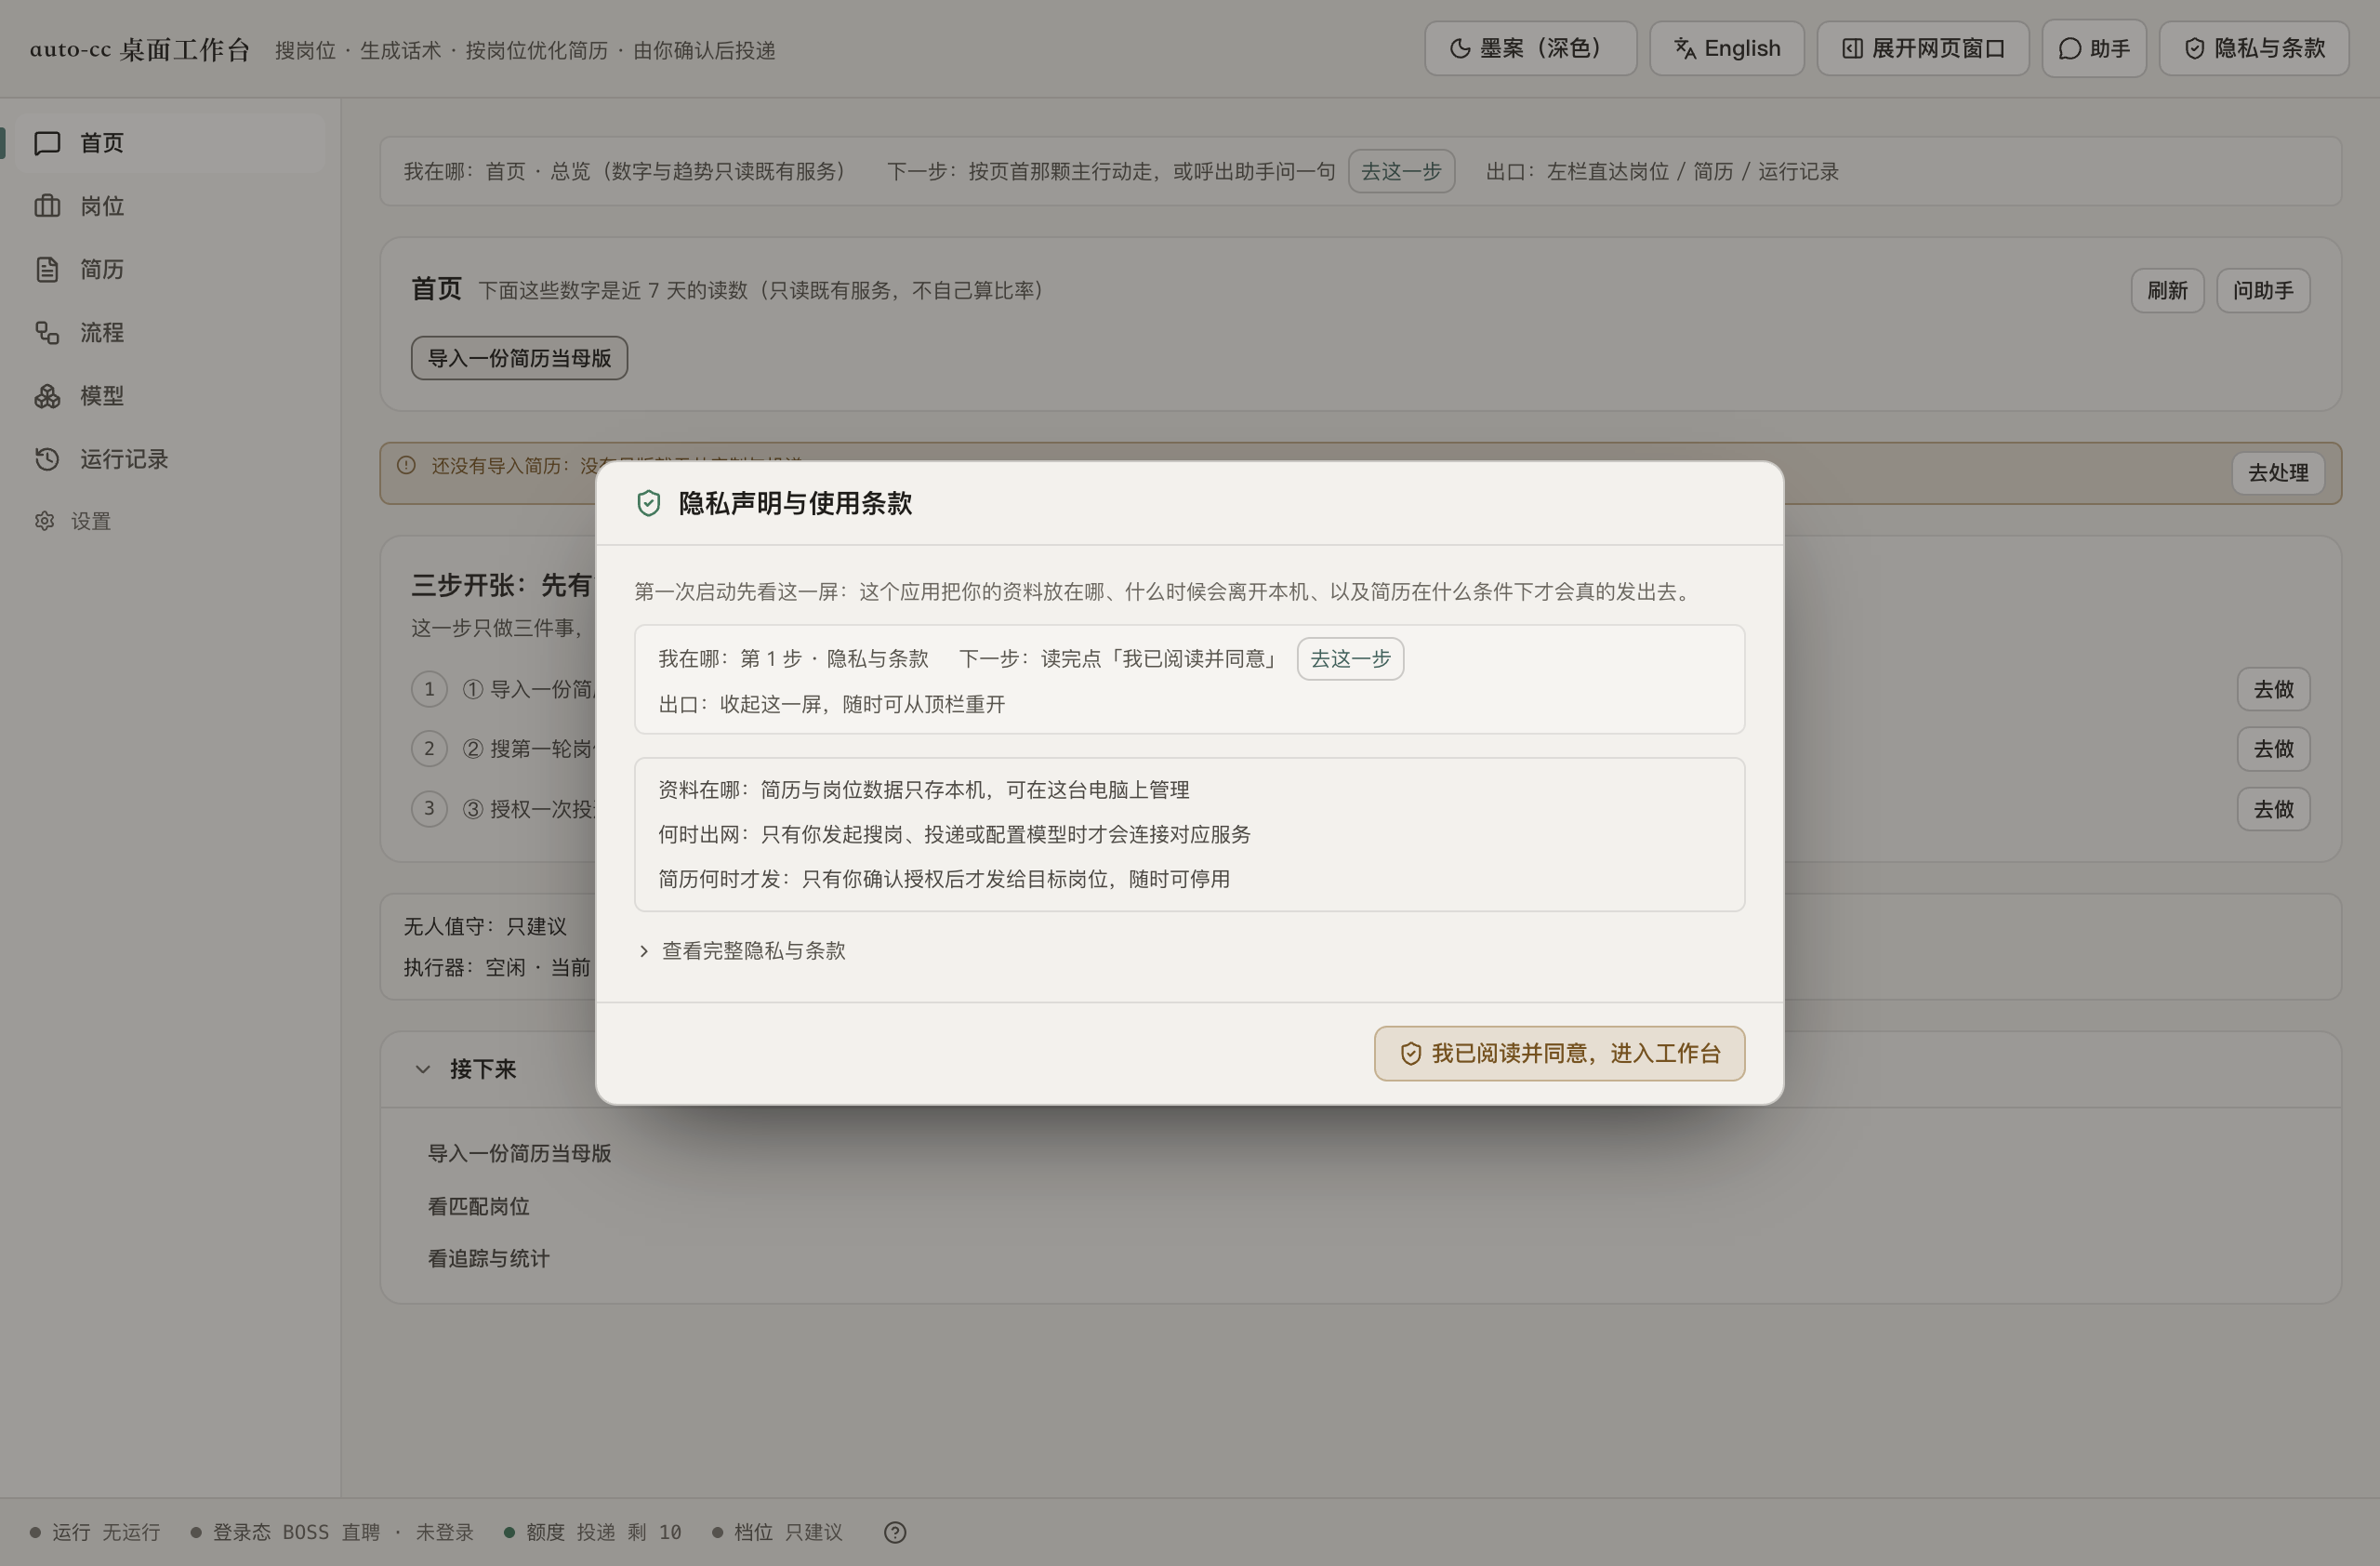 auto-cc 桌面工作台 搜岗位 · 生成话术 · 按岗位优化简历 · 由你确认后投递 墨案（深色） English 展开网页窗口 助手 隐私与条款
首页
岗位
简历
流程
模型
运行记录
设置
我在哪：首页 · 总览（数字与趋势只读既有服务） 下一步：按页首那颗主行动走，或呼出助手问一句 去这一步 出口：左栏直达岗位 / 简历 / 运行记录
首页 下面这些数字是近 7 天的读数（只读既有服务，不自己算比率） 刷新 问助手
导入一份简历当母版
还没有导入简历：没 去处理
三步开张：先有
这一步只做三件事，
1 ① 导入一份简 去做
2 ② 搜第一轮岗 去做
3 ③ 授权一次投 去做
无人值守：只建议
执行器：空闲 · 当前
接下来
导入一份简历当母版
看匹配岗位
看追踪与统计
隐私声明与使用条款
第一次启动先看这一屏：这个应用把你的资料放在哪、什么时候会离开本机、以及简历在什么条件下才会真的发出去。
我在哪：第 1 步 · 隐私与条款 下一步：读完点「我已阅读并同意」 去这一步
出口：收起这一屏，随时可从顶栏重开
资料在哪：简历与岗位数据只存本机，可在这台电脑上管理
何时出网：只有你发起搜岗、投递或配置模型时才会连接对应服务
简历何时才发：只有你确认授权后才发给目标岗位，随时可停用
查看完整隐私与条款
我已阅读并同意，进入工作台
运行 无运行 登录态 BOSS 直聘 · 未登录 额度 投递 剩 10 档位 只建议